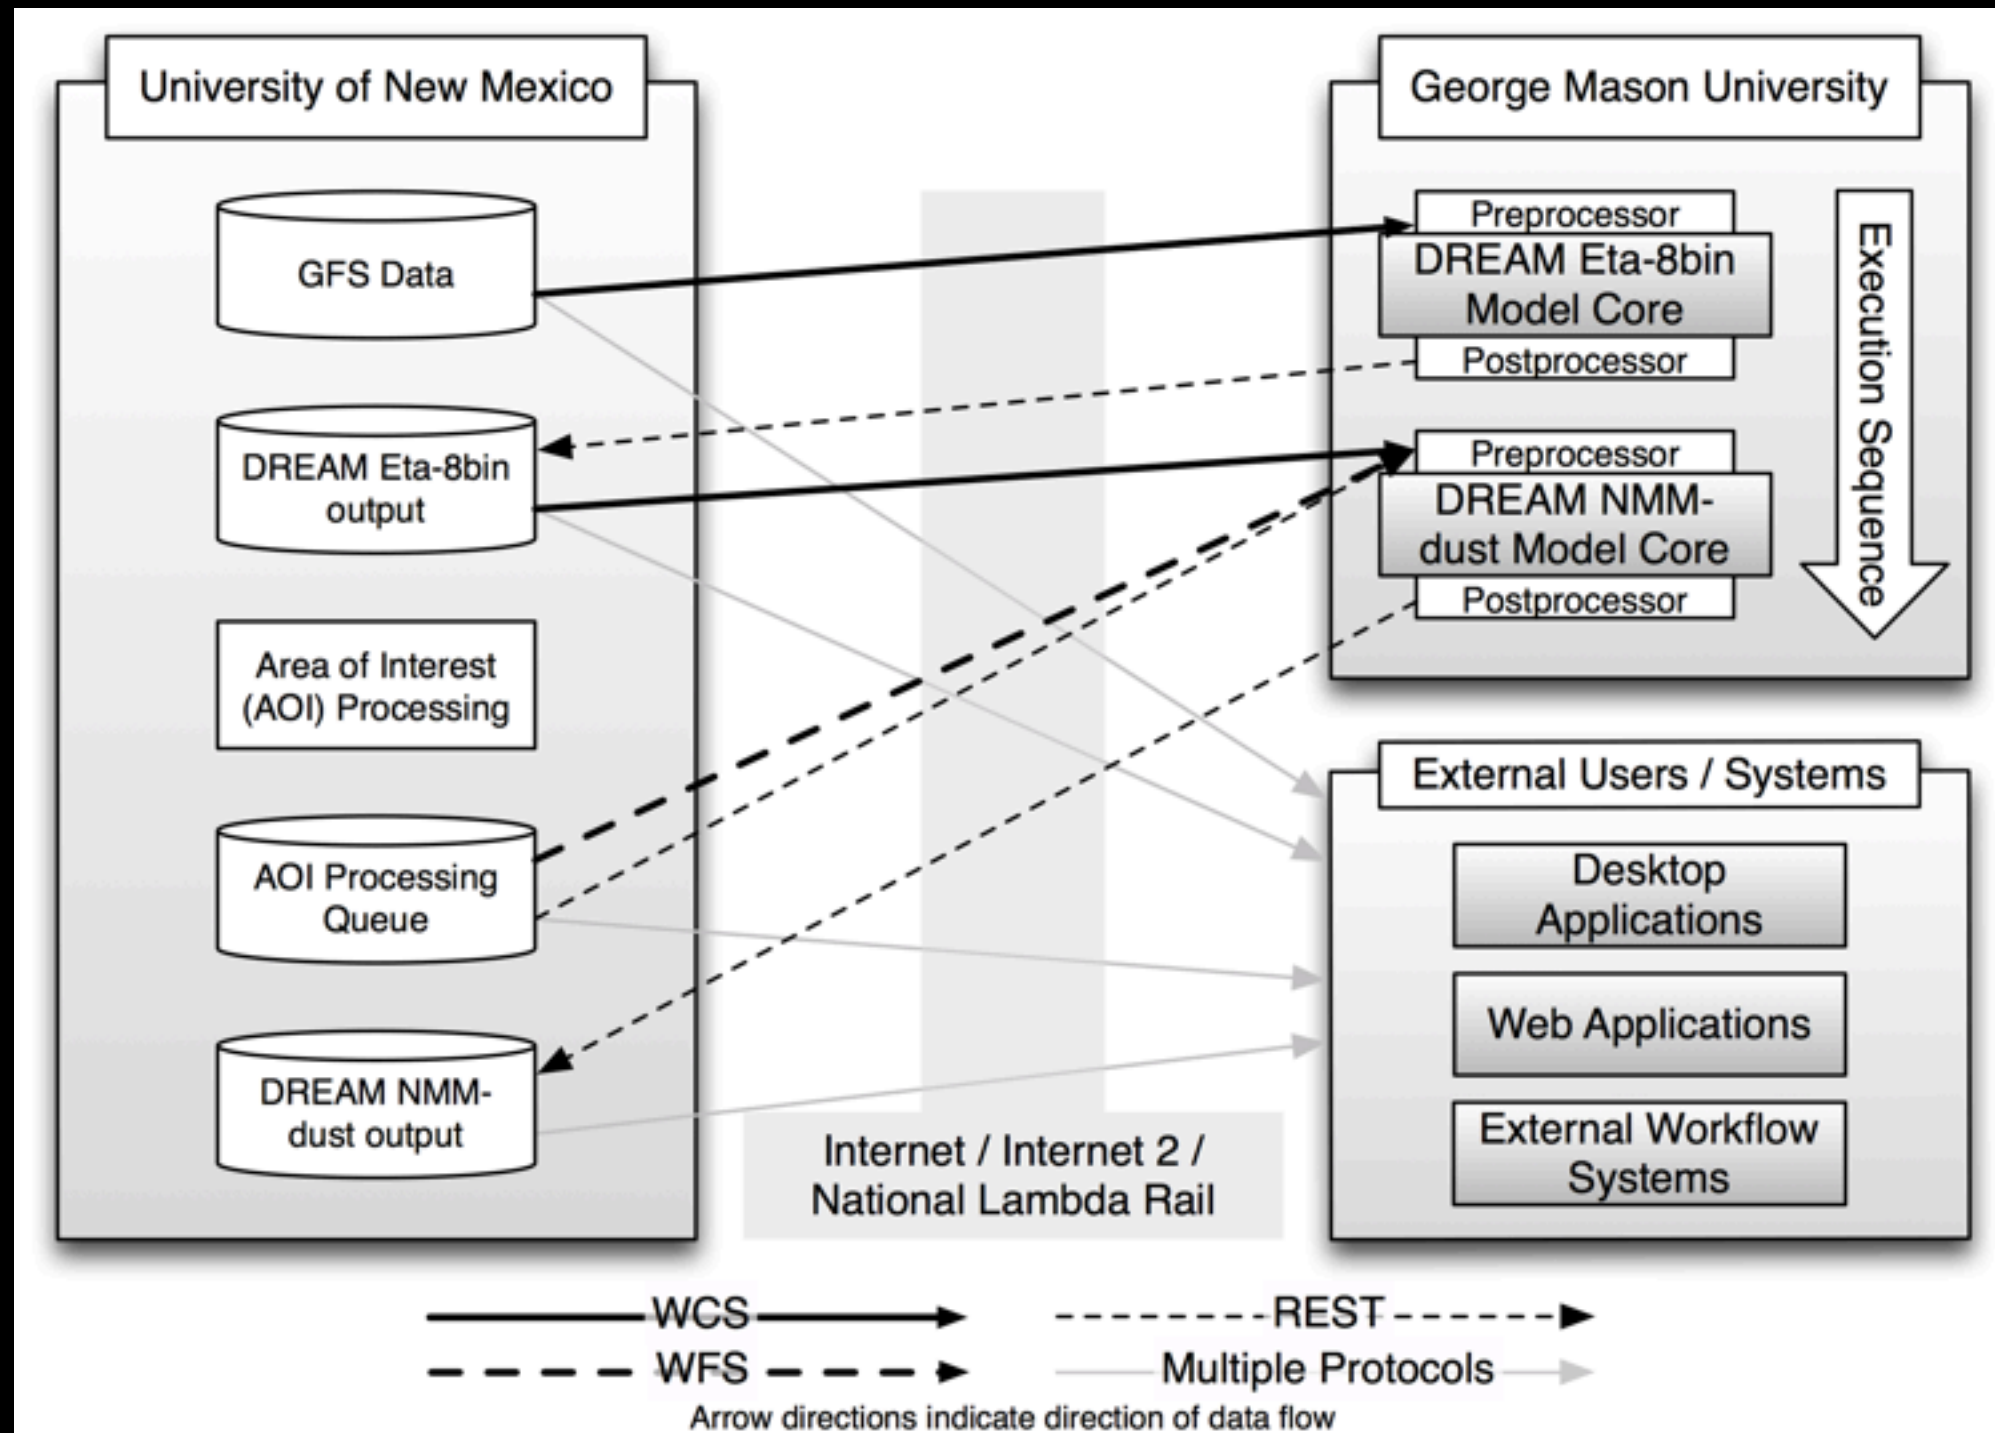 University of New Mexico
GFS Data
DREAM Eta-8bin
output
Area of Interest
(AOI) Processing
AOI Processing
Queue
DREAM NMM-
dust output
George Mason University
Preprocessor
DREAM Eta-8bin
Model Core
Postprocessor
Preprocessor
DREAM NMM-
dust Model Core
Postprocessor
Execution Sequence
External Users / Systems
Desktop
Applications
Web Applications
External Workflow
Systems
Internet / Internet 2 /
National Lambda Rail
WCS
REST
WFS
Multiple Protocols
Arrow directions indicate direction of data flow